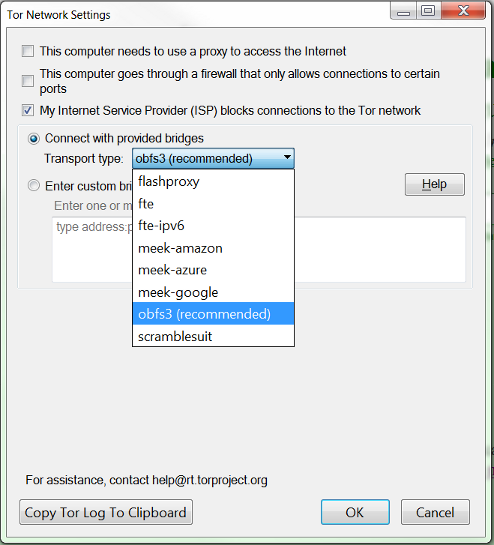 Tor Network Settings
This computer needs to use a proxy to access the Internet
This computer goes through a firewall that only allows connections to certain
ports
My Internet Service Provider (ISP) blocks connections to the Tor network
Connect with provided bridges
Transport type: obfs3 (recommended)
flashproxy
Enter custom bri
fte
Help
Enter one or m
fte-ipv6
type address:p
meek-amazon
meek-azure
meek-google
obfs3 (recommended)
scramblesuit
For assistance, contact help@rt.torproject.org
Copy Tor Log To Clipboard
OK
Cancel